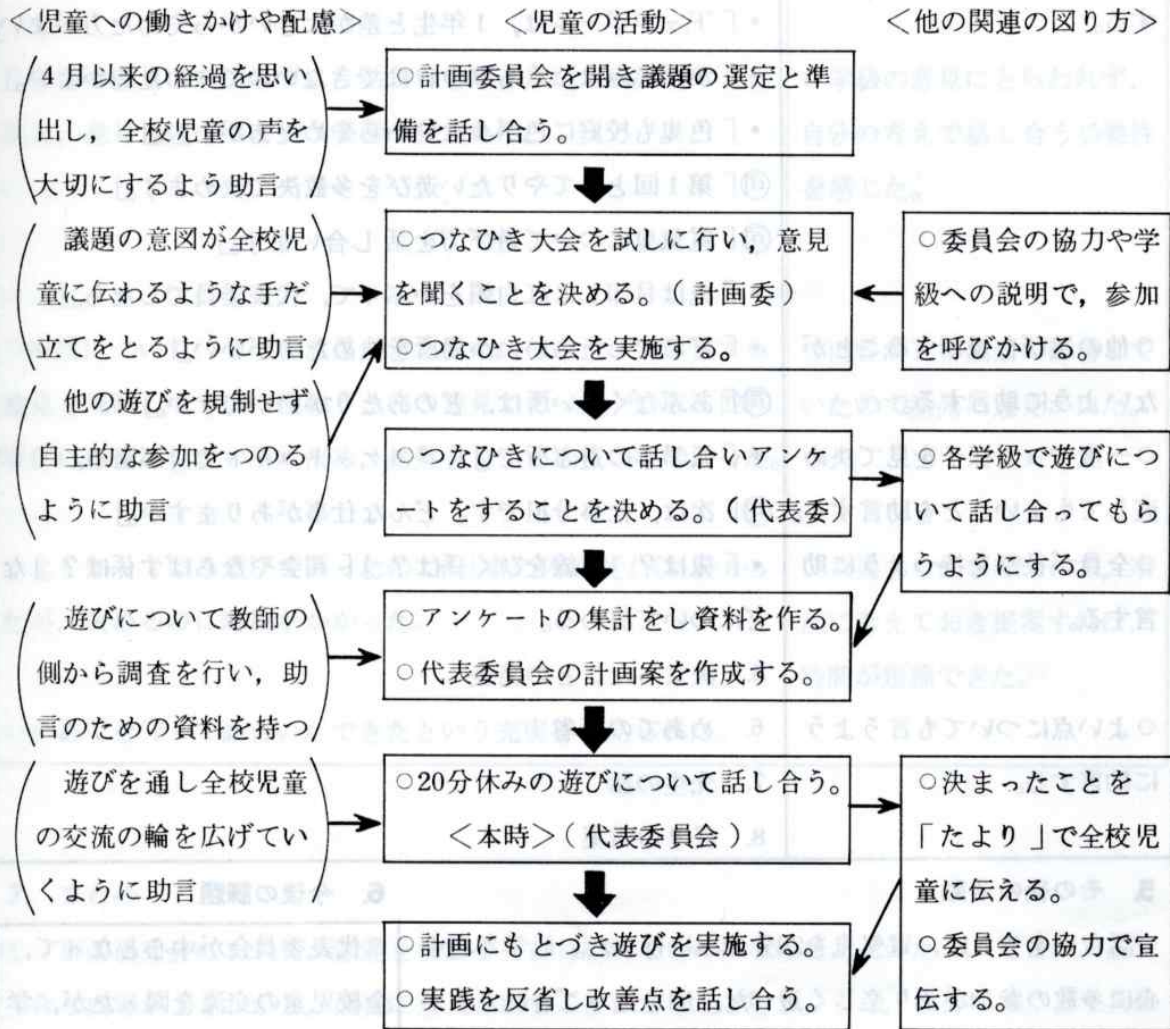 <児童への働きかけや配慮>
<児童の活動>
<他の関連の図り方>
4月以来の経過を思い
出し，全校児童の声を
大切にするよう助言
○計画委員会を開き議題の選定と準
備を話し合う。
議題の意図が全校児
童に伝わるような手だ
立てをとるように助言
○つなひき大会を試しに行い，意見
を聞くことを決める。（計画委）
○つなひき大会を実施する。
○委員会の協力や学
級への説明で，参加
を呼びかける。
他の遊びを規制せず
自主的な参加をつのる
ように助言
○つなひきについて話し合いアンケ
ートをすることを決める。（代表委）
○各学級で遊びにつ
いて話し合ってもら
うようにする。
遊びについて教師の
側から調査を行い，助
言のための資料を持つ
○アンケートの集計をし資料を作る。
○代表委員会の計画案を作成する。
遊びを通し全校児童
の交流の輪を広げてい
くように助言
○20分休みの遊びについて話し合う。
<本時>（代表委員会）
○決まったことを
「たより」で全校児
童に伝える。
○委員会の協力で宣
伝する。
○計画にもとづき遊びを実施する。
○実践を反省し改善点を話し合う。